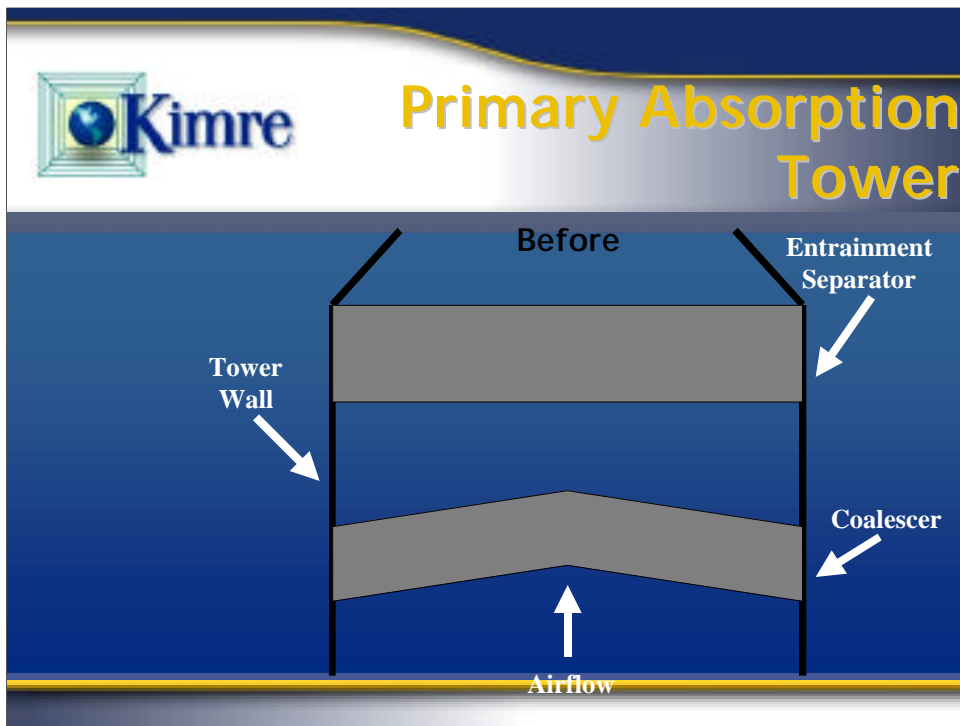 Kimre
Primary Absorption
Tower
Before
Entrainment
Separator
Tower
Wall
Coalescer
Airflow